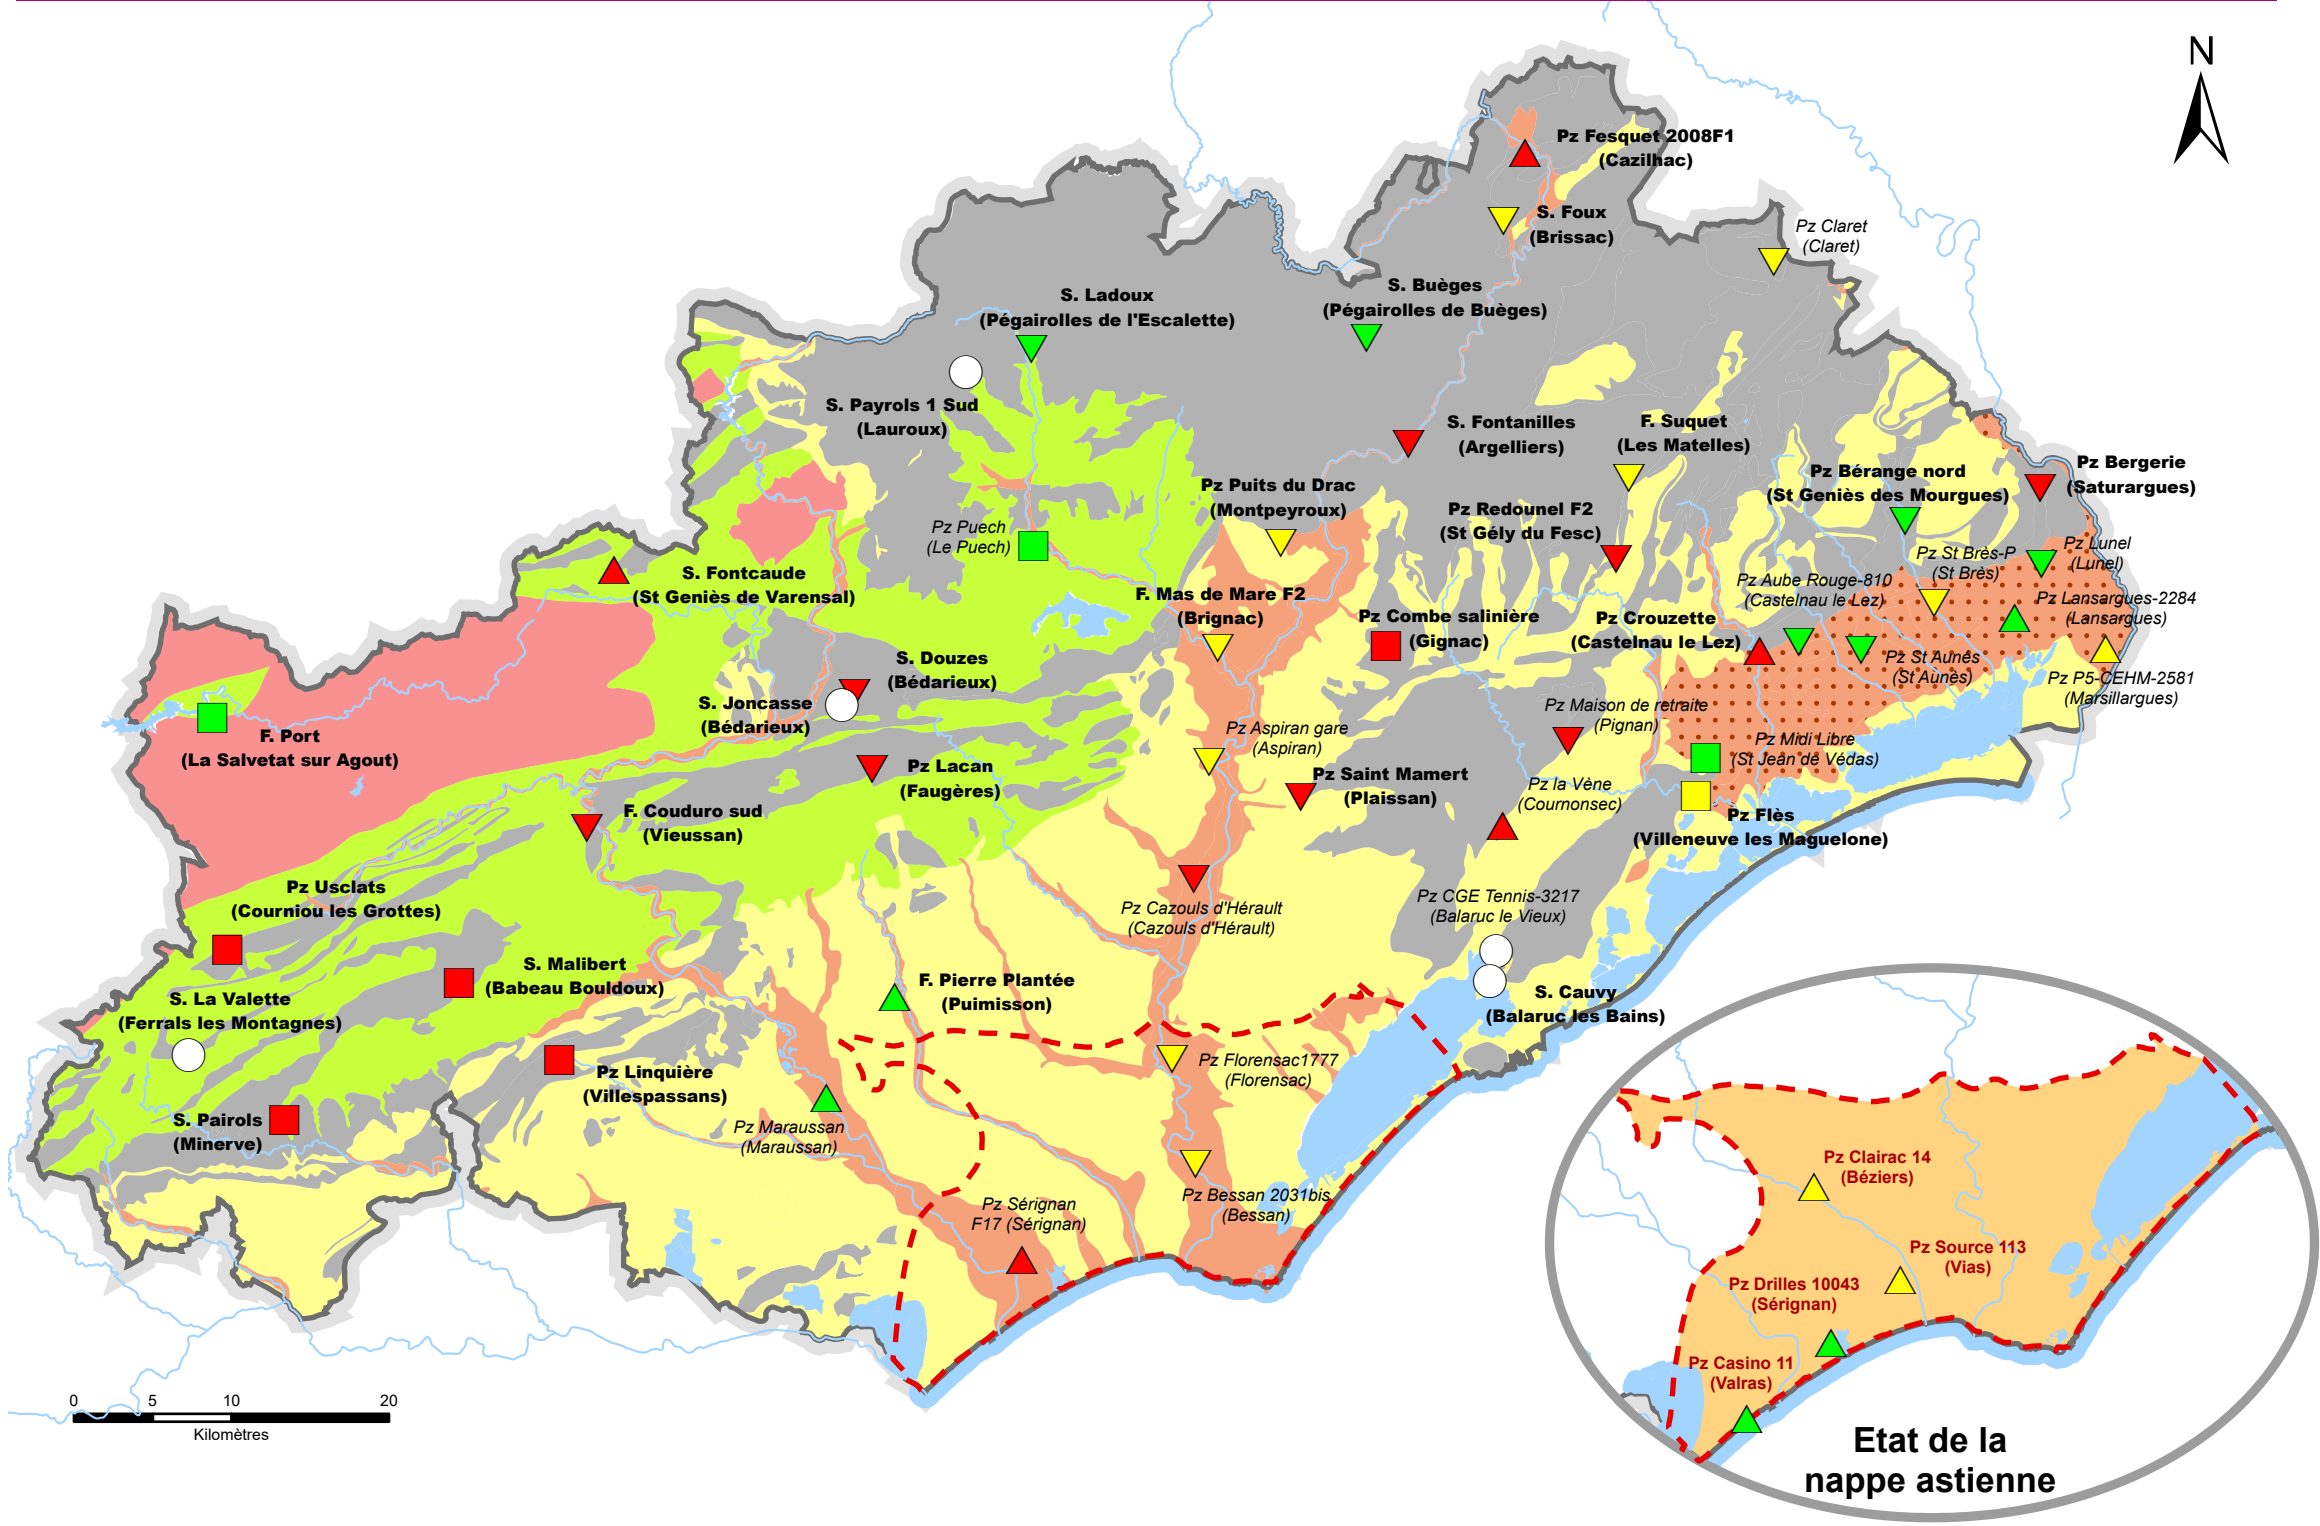 N
Pz Fesquet 2008F1
(Cazilhac)
S. Foux
(Brissac)
Pz Claret
(Claret)
S. Ladoux
(Pégairolles de l'Escalette)
S. Buèges
(Pégairolles de Buèges)
S. Payrols 1 Sud
(Lauroux)
S. Fontanilles
(Argelliers)
F. Suquet
(Les Matelles)
Pz Bérange nord
(St Geniès des Mourgues)
Pz Bergerie
(Saturargues)
Pz Puits du Drac
(Montpeyroux)
Pz Redounel F2
(St Gély du Fesc)
Pz Puech
(Le Puech)
Pz St Brès-P
(St Brès)
Pz Lunel
(Lunel)
S. Fontcaude
(St Geniès de Varensal)
Pz Aube Rouge-810
(Castelnau le Lez)
F. Mas de Mare F2
(Brignac)
Pz Combe salinière
(Gignac)
Pz Crouzette
(Castelnau le Lez)
Pz Lansargues-2284
(Lansargues)
S. Douzes
(Bédarieux)
Pz St Aunès
(St Aunès)
Pz P5-CEHM-2581
(Marsillargues)
S. Joncasse
(Bédarieux)
Pz Maison de retraite
(Pignan)
F. Port
(La Salvetat sur Agout)
Pz Aspiran gare
(Aspiran)
Pz Midi Libre
(St Jean de Védas)
Pz Lacan
(Faugères)
Pz Saint Mamert
(Plaissan)
Pz la Vène
(Cournonsec)
F. Couduro sud
(Vieussan)
Pz Flès
(Villeneuve les Maguelone)
Pz Usclats
(Courniou les Grottes)
Pz Cazouls d'Hérault
(Cazouls d'Hérault)
Pz CGE Tennis-3217
(Balaruc le Vieux)
S. Malibert
(Babeau Bouldoux)
F. Pierre Plantée
(Puimisson)
S. Cauvy
(Balaruc les Bains)
S. La Valette
(Ferrals les Montagnes)
Pz Linquière
(Villespassans)
Pz Florensac1777
(Florensac)
S. Pairols
(Minerve)
Pz Maraussan
(Maraussan)
Pz Bessan 2031bis
(Bessan)
Pz Sérignan
F17 (Sérignan)
Pz Clairac 14
(Béziers)
Pz Source 113
(Vias)
Pz Drilles 10043
(Sérignan)
Pz Casino 11
(Valras)
Etat de la
nappe astienne
0 5 10 20
Kilomètres